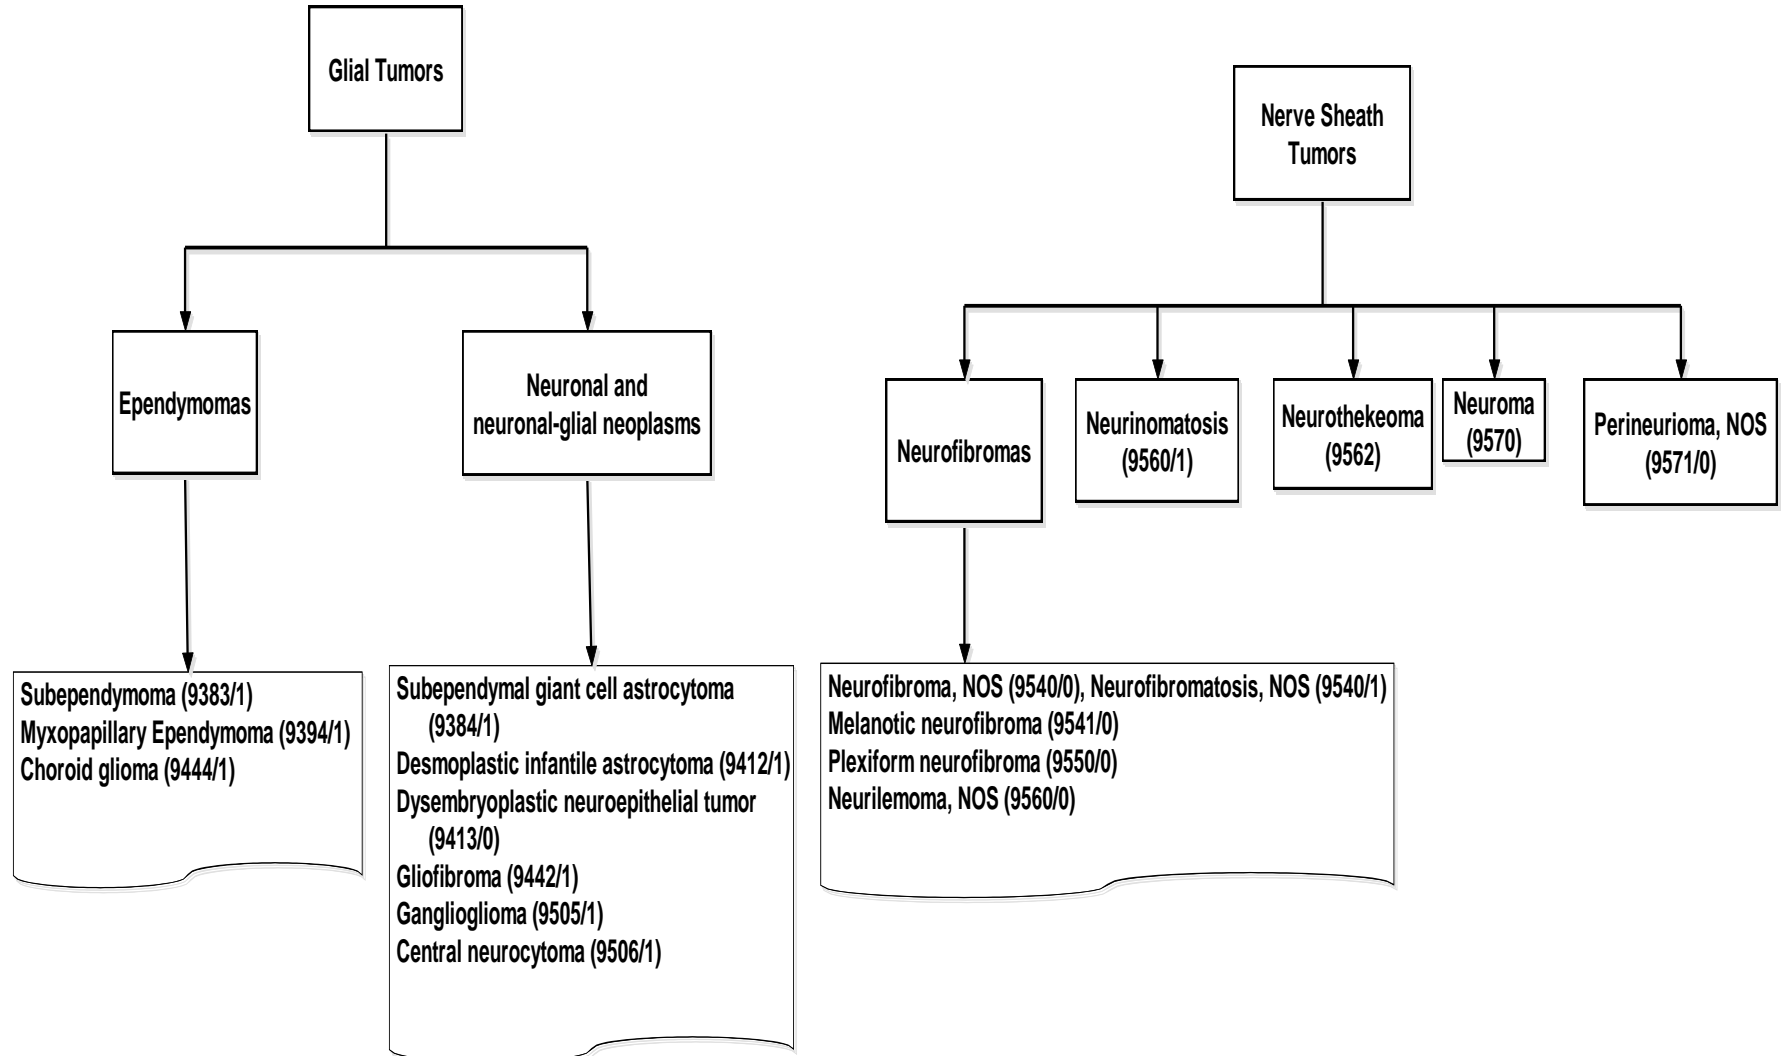 Glial Tumors
Nerve Sheath
Tumors
Ependymomas
Neuronal and
neuronal-glial neoplasms
Neurofibromas
Neurinomatosis
(9560/1)
Neurothekeoma
(9562)
Neuroma
(9570)
Perineurioma, NOS
(9571/0)
Subependymoma (9383/1)
Myxopapillary Ependymoma (9394/1)
Choroid glioma (9444/1)
Subependymal giant cell astrocytoma
(9384/1)
Desmoplastic infantile astrocytoma (9412/1)
Dysembryoplastic neuroepithelial tumor
(9413/0)
Gliofibroma (9442/1)
Ganglioglioma (9505/1)
Central neurocytoma (9506/1)
Neurofibroma, NOS (9540/0), Neurofibromatosis, NOS (9540/1)
Melanotic neurofibroma (9541/0)
Plexiform neurofibroma (9550/0)
Neurilemoma, NOS (9560/0)